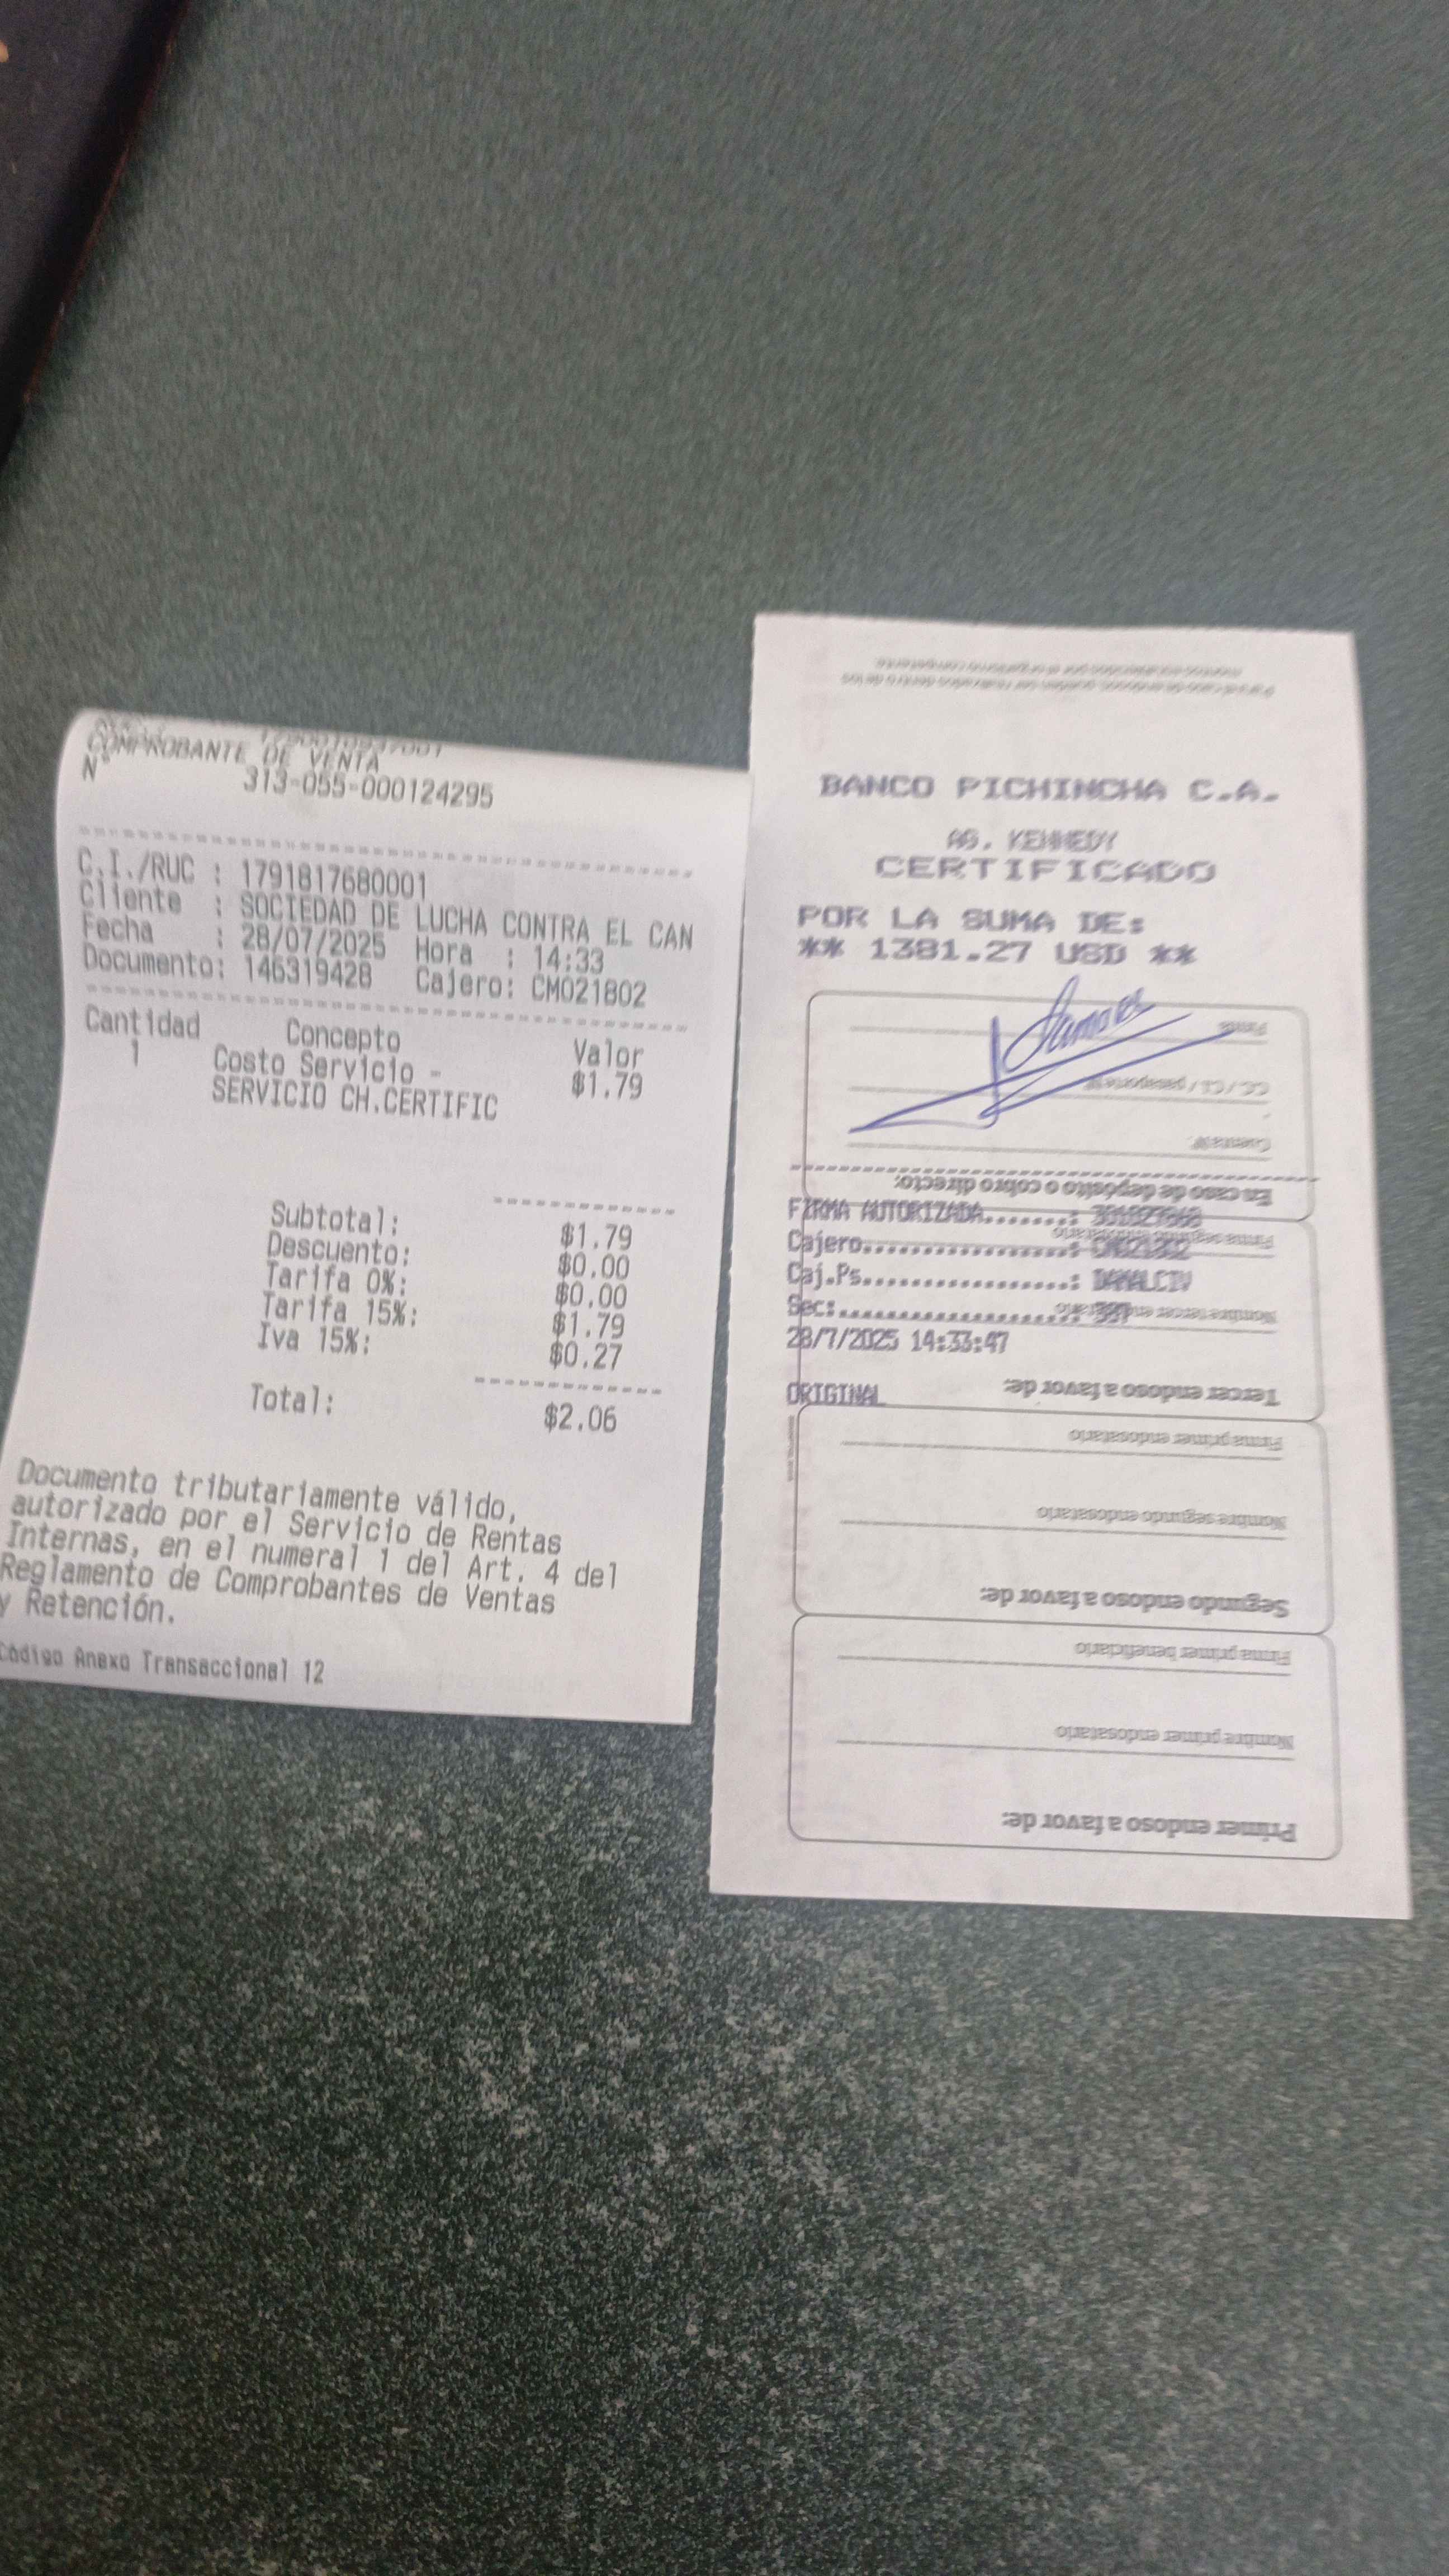 COMPROBANTE DE VENTA
N° 313-055-000124295
C.I./RUC : 1791817680001
Cliente : SOCIEDAD DE LUCHA CONTRA EL CAN
Fecha : 28/07/2025 Hora : 14:33
Documento: 146319428 Cajero: CM021802
Cantidad Concepto Valor
1 Costo Servicio - $1.79
SERVICIO CH.CERTIFIC
Subtotal: $1.79
Descuento: $0.00
Tarifa 0%: $0.00
Tarifa 15%: $1.79
Iva 15%: $0.27
Total: $2.06
Documento tributariamente válido,
autorizado por el Servicio de Rentas
Internas, en el numeral 1 del Art. 4 del
Reglamento de Comprobantes de Ventas
y Retención.
Código Anexo Transaccional 12
BANCO PICHINCHA C.A.
AG. KENNEDY
CERTIFICADO
POR LA SUMA DE:
** 1381.27 USD **
Firma
CC / CI / pasaporte N°
Cuenta N°
En caso de depósito o cobro directo:
FIRMA AUTORIZADA.......:
Cajero.................:
Caj.Ps.................: DAMALCIV
Sec:...................:
28/7/2025 14:33:47
ORIGINAL
Tercer endoso a favor de:
Firma primer endosatario
Nombre segundo endosatario
Segundo endoso a favor de:
Firma primer beneficiario
Nombre primer endosatario
Primer endoso a favor de: